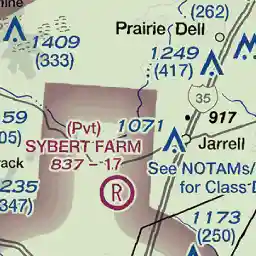 (262)
Prairie Dell
1409
(333)
1249
(417)
35
59
05)
(Pvt)
1071
917
SYBERT FARM
Jarrell
rack
837 - 17
See NOTAMs/
235
for Class D
347)
R
1173
(250)